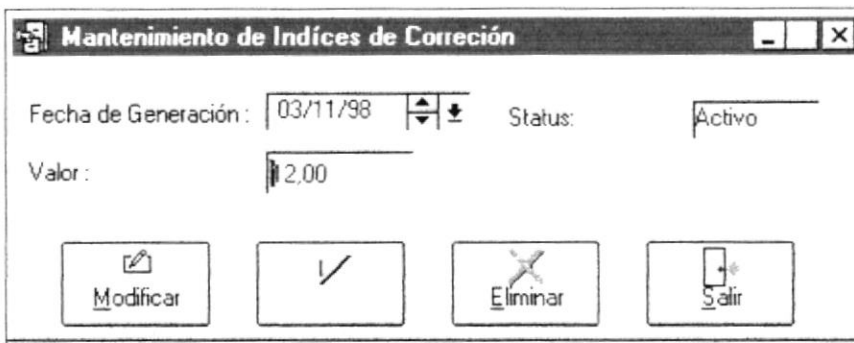 Mantenimiento de Indíces de Correción
Fecha de Generación : 03/11/98 Status: Activo
Valor : 12,00
Modificar Eliminar Salir